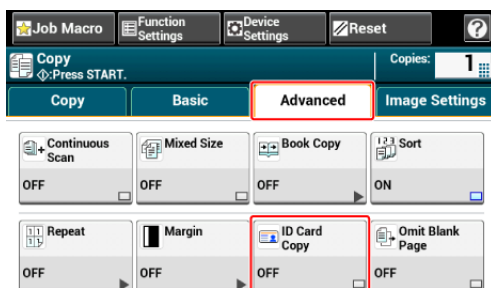 Job Macro Function Settings Device Settings Reset ?
Copy Copies: 1
:Press START.
Copy Basic Advanced Image Settings
Continuous Scan Mixed Size Book Copy Sort
OFF OFF OFF ON
Repeat Margin ID Card Copy Omit Blank Page
OFF OFF OFF OFF